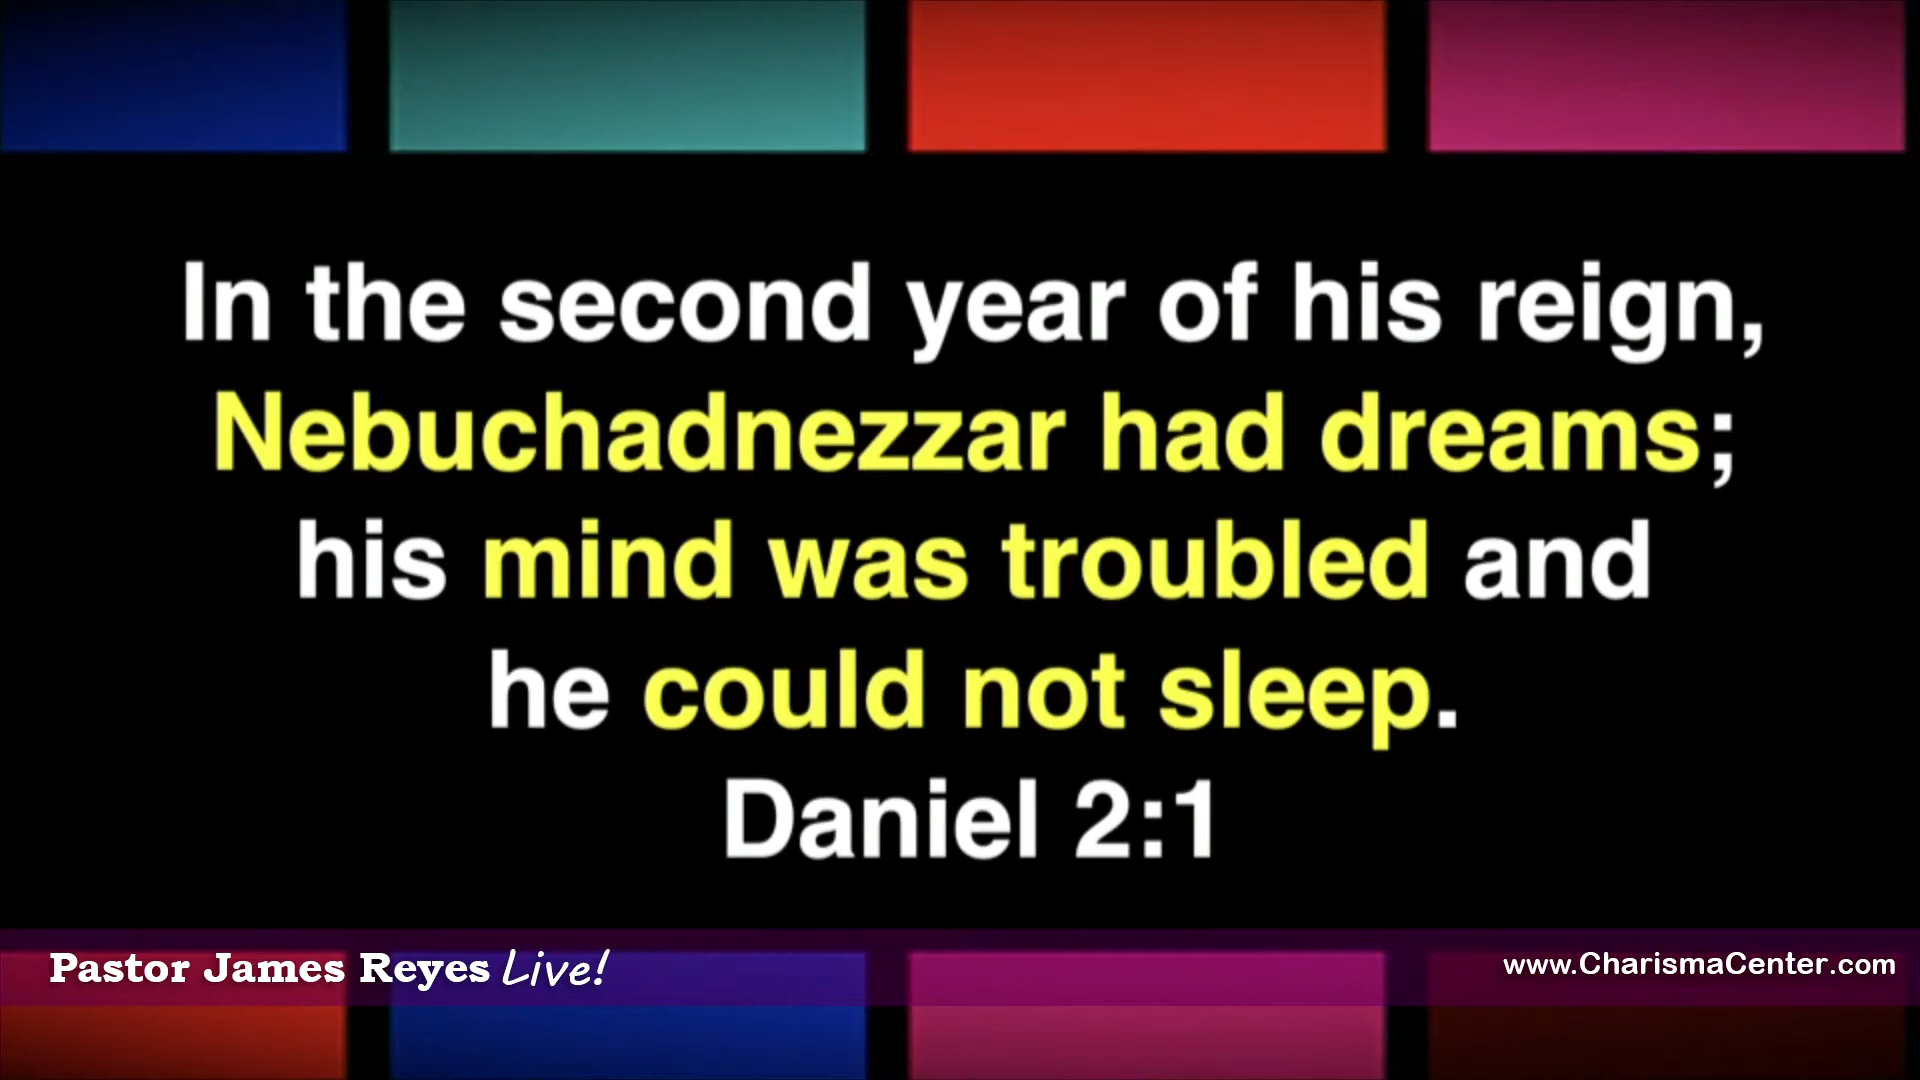 In the second year of his reign,
Nebuchadnezzar had dreams;
his mind was troubled and
he could not sleep.
Daniel 2:1
Pastor James Reyes Live!
www.CharismaCenter.com